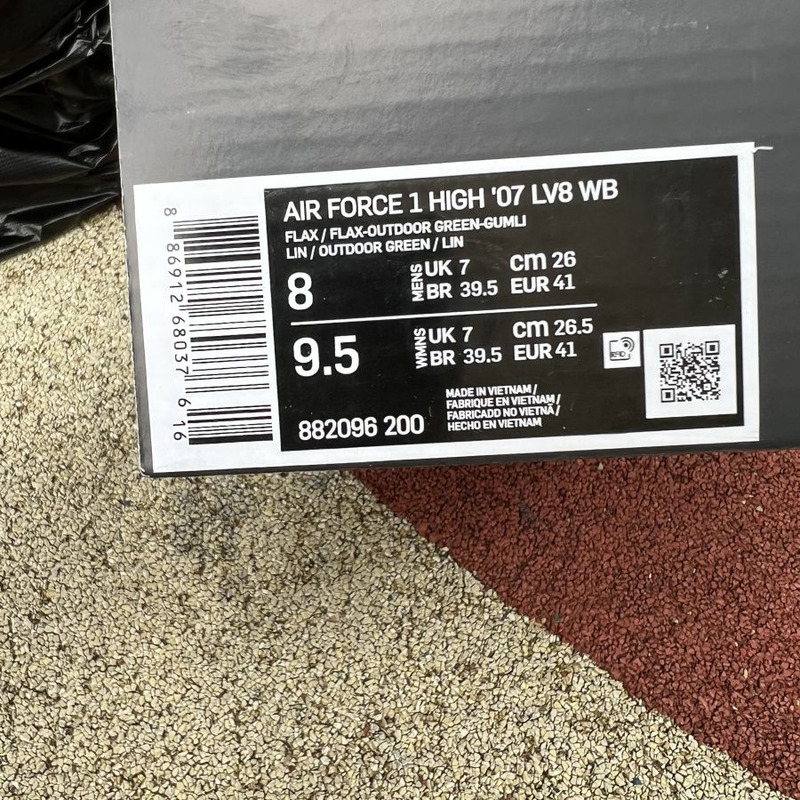 AIR FORCE 1 HIGH '07 LV8 WB
FLAX / FLAX-OUTDOOR GREEN-GUMLI
LIN / OUTDOOR GREEN / LIN
8 MENS UK 7 cm 26
BR 39.5 EUR 41
9.5 WMNS UK 7 cm 26.5
BR 39.5 EUR 41
RFID
MADE IN VIETNAM /
FABRIQUE EN VIETNAM /
FABRICADO NO VIETNÃ /
HECHO EN VIETNAM
882096 200
8 86912 68037 6 16